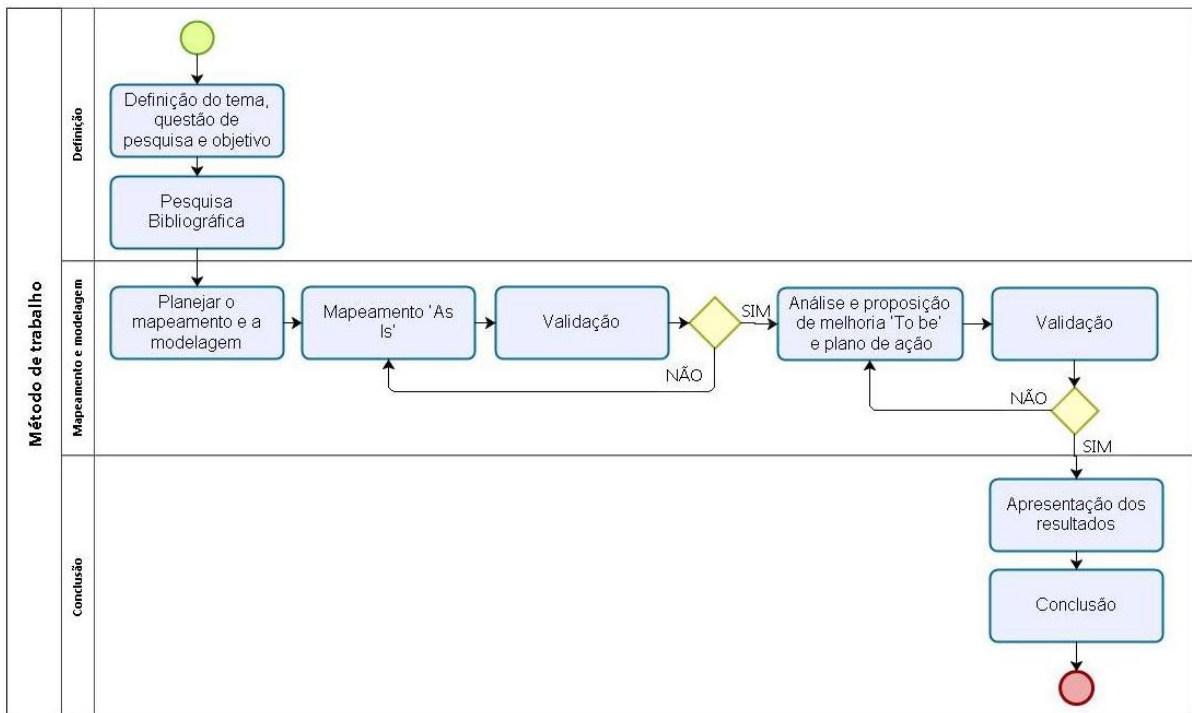 Método de trabalho
Definição
Definição do tema,
questão de
pesquisa e objetivo
Pesquisa
Bibliográfica
Mapeamento e modelagem
Planejar o
mapeamento e a
modelagem
Mapeamento 'As
Is'
Validação
SIM
NÃO
Análise e proposição
de melhoria 'To be'
e plano de ação
Validação
NÃO
SIM
Conclusão
Apresentação dos
resultados
Conclusão